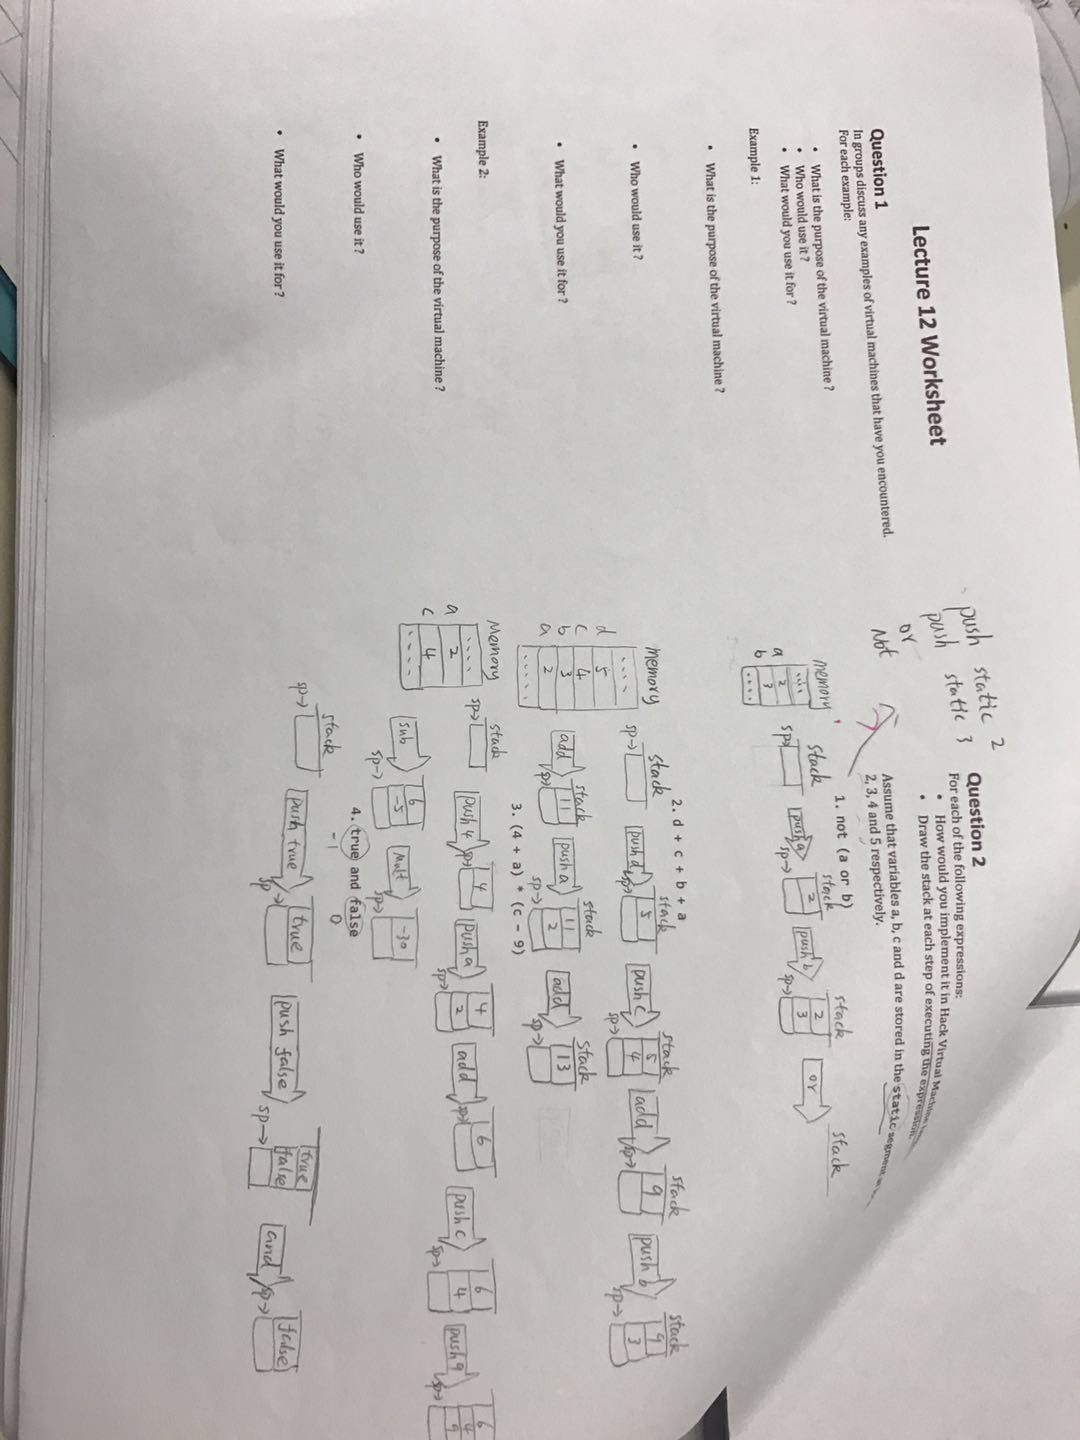 Lecture 12 Worksheet
Question 1
In groups discuss any examples of virtual machines that have you encountered.
For each example:
• What is the purpose of the virtual machine ?
• Who would use it ?
• What would you use it for ?
Example 1:
• What is the purpose of the virtual machine ?
• Who would use it ?
• What would you use it for ?
Example 2:
• What is the purpose of the virtual machine ?
• Who would use it ?
• What would you use it for ?
push static 2
push static 3
or
Not
Question 2
For each of the following expressions:
• How would you implement it in Hack Virtual Machine
• Draw the stack at each step of executing the expression.
Assume that variables a, b, c and d are stored in the static segment
2, 3, 4 and 5 respectively.
1. not (a or b)
memory stack stack stack stack
.... 
a 2
b 3
....
sp→ push a sp→ 2 push b sp→ 2 3 or
2. d + c + b + a
memory stack stack stack stack stack
....
d 5
c 4
b 3
a 2
.....
sp→ push d sp→ 5 push c sp→ 5 4 add sp→ 9 push b sp→ 9 3
stack stack stack
add sp→ 11 push a sp→ 11 2 add sp→ 13
3. (4 + a) * (c - 9)
Memory stack
....
a 2
c 4
.....
sp→ push 4 sp→ 4 push a sp→ 4 2 add sp→ 6 push c sp→ 6 4 push 9 sp→ 6 4 9
sub sp→ 6 -5 Mult sp→ -30
4. true and false
-1 0
stack
sp→ push true sp→ true push false sp→ true false and sp→ false